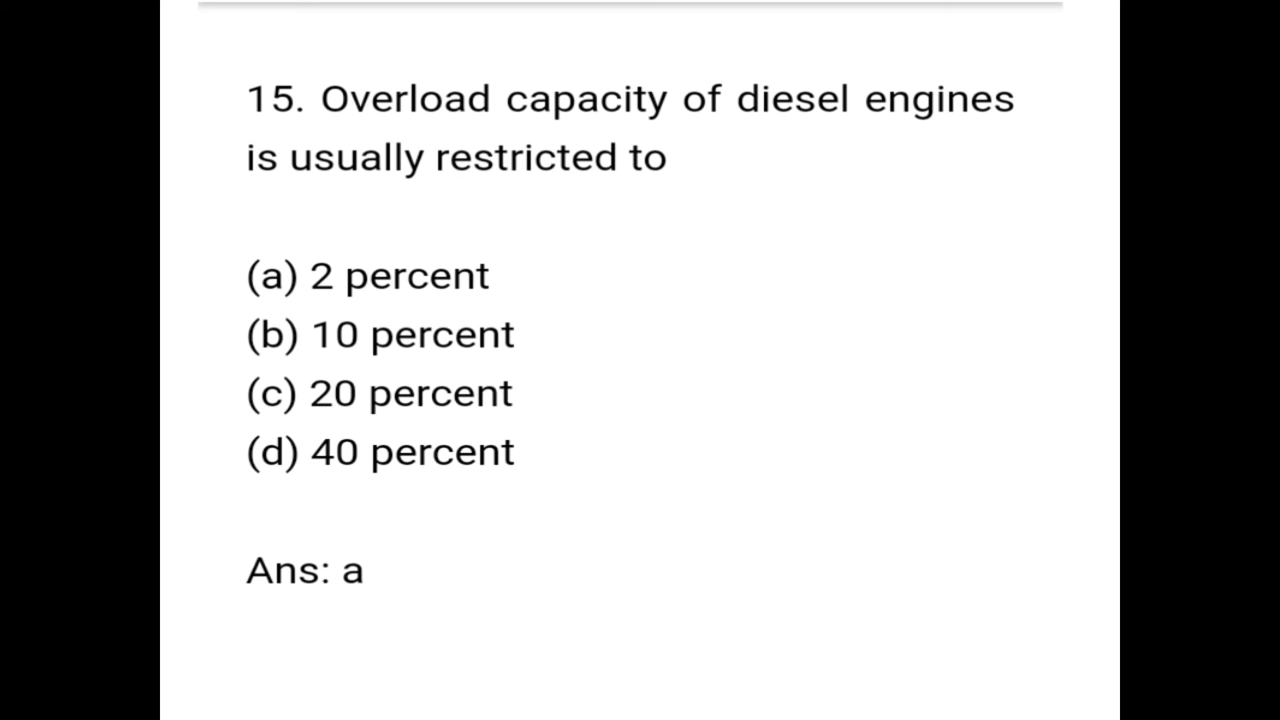 15. Overload capacity of diesel engines
is usually restricted to
(a) 2 percent
(b) 10 percent
(c) 20 percent
(d) 40 percent
Ans: a